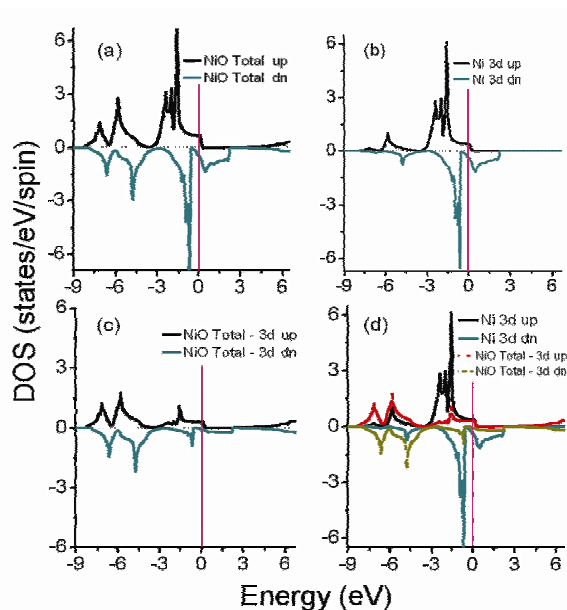 (a)
NiO Total up
NiO Total dn
(b)
Ni 3d up
Ni 3d dn
6
3
0
-3
-6
-9 -6 -3 0 3 6
6
3
0
-3
-6
-9 -6 -3 0 3 6
(c)
NiO Total - 3d up
NiO Total - 3d dn
(d)
Ni 3d up
Ni 3d dn
NiO Total - 3d up
NiO Total - 3d dn
6
3
0
-3
-6
-9 -6 -3 0 3 6
6
3
0
-3
-6
-9 -6 -3 0 3 6
DOS (states/eV/spin)
Energy (eV)